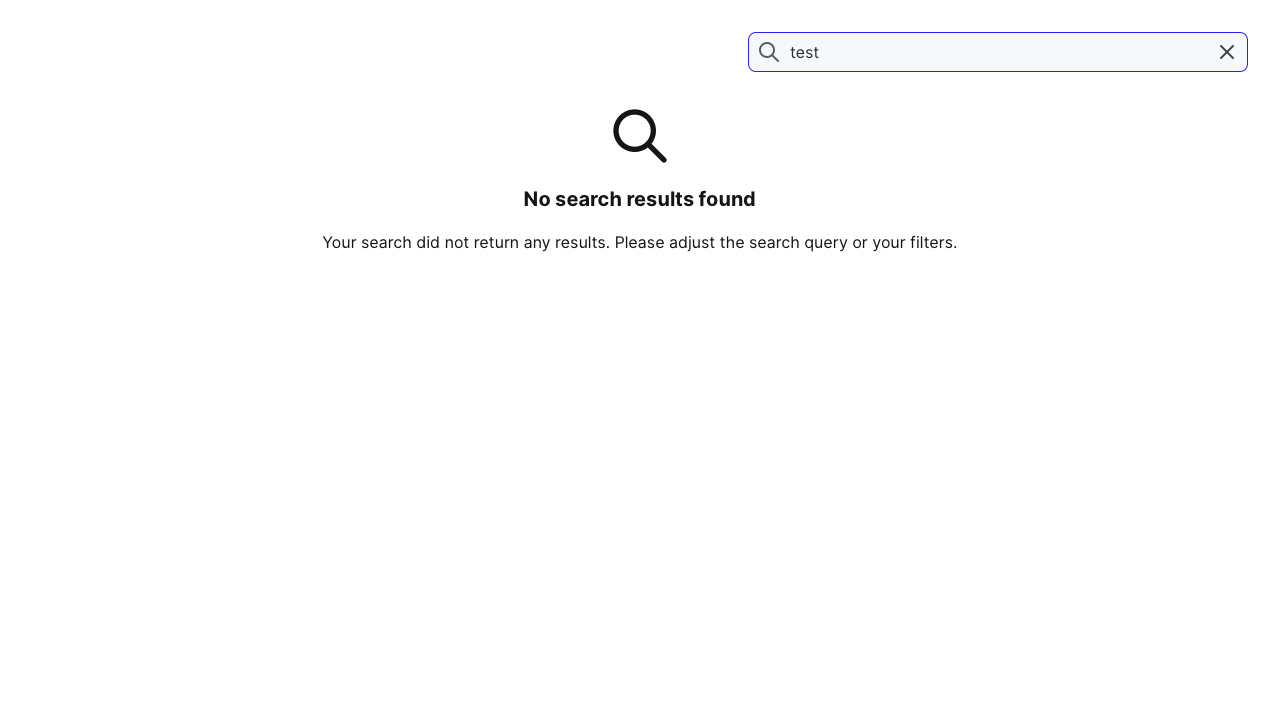 test
No search results found
Your search did not return any results. Please adjust the search query or your filters.